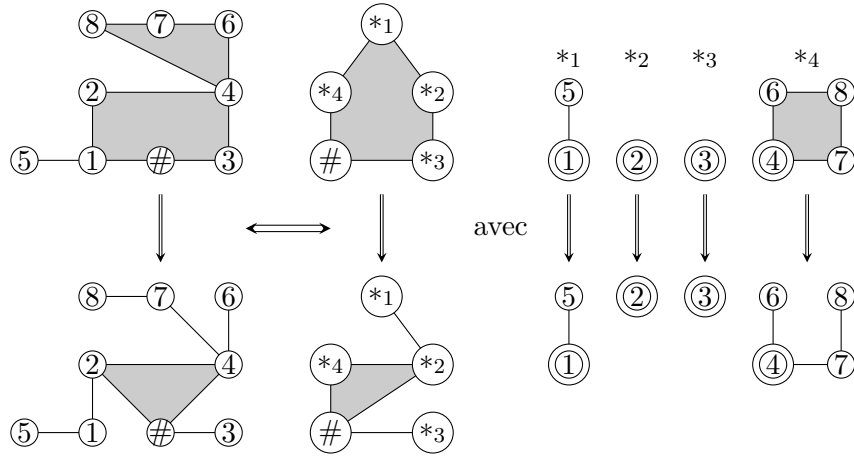 8 7 6 *1
*1 *2 *3 *4
2 4 *4 *2 5 6 8
5 1 # 3 # *3 1 2 3 4 7
avec
8 7 6 *1 5 2 3 6 8
2 4 *4 *2 1 4 7
5 1 # 3 # *3